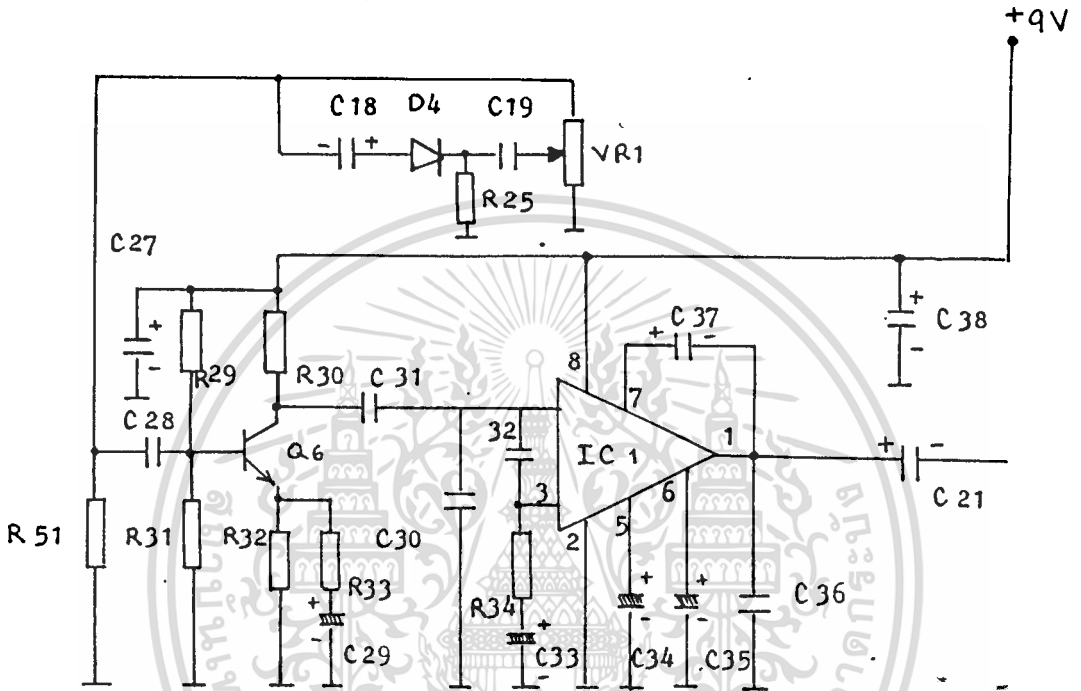 +9V
C18
D4
C19
-
+
VR1
R25
C27
+
-
R29
R30
C31
C37
+
-
8
7
+
-
C38
C28
Q6
32
3
IC 1
1
6
5
2
+
-
C21
R51
R31
R32
C30
R33
+
-
C29
R34
+
-
C33
+
-
C34
+
-
C35
C36